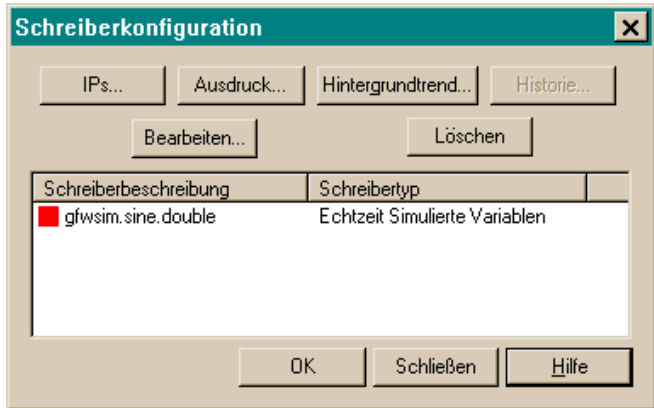 Schreiberkonfiguration
IPs... Ausdruck... Hintergrundtrend... Historie...
Bearbeiten... Löschen
Schreiberbeschreibung Schreibertyp
gfwsim.sine.double Echtzeit Simulierte Variablen
OK Schließen Hilfe